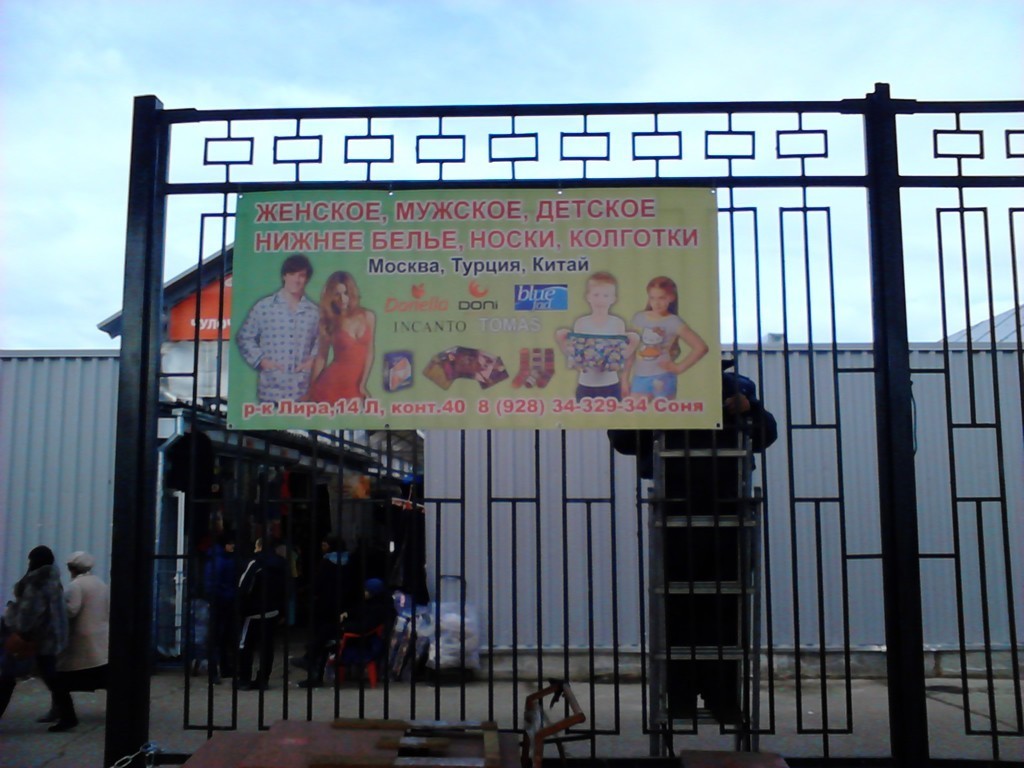 ЖЕНСКОЕ, МУЖСКОЕ, ДЕТСКОЕ
НИЖНЕЕ БЕЛЬЕ, НОСКИ, КОЛГОТКИ
Москва, Турция, Китай
Donella DONI blue
INCANTO TOMAS
р-к Лира,14 Л, конт.40 8 (928) 34-329-34 Соня